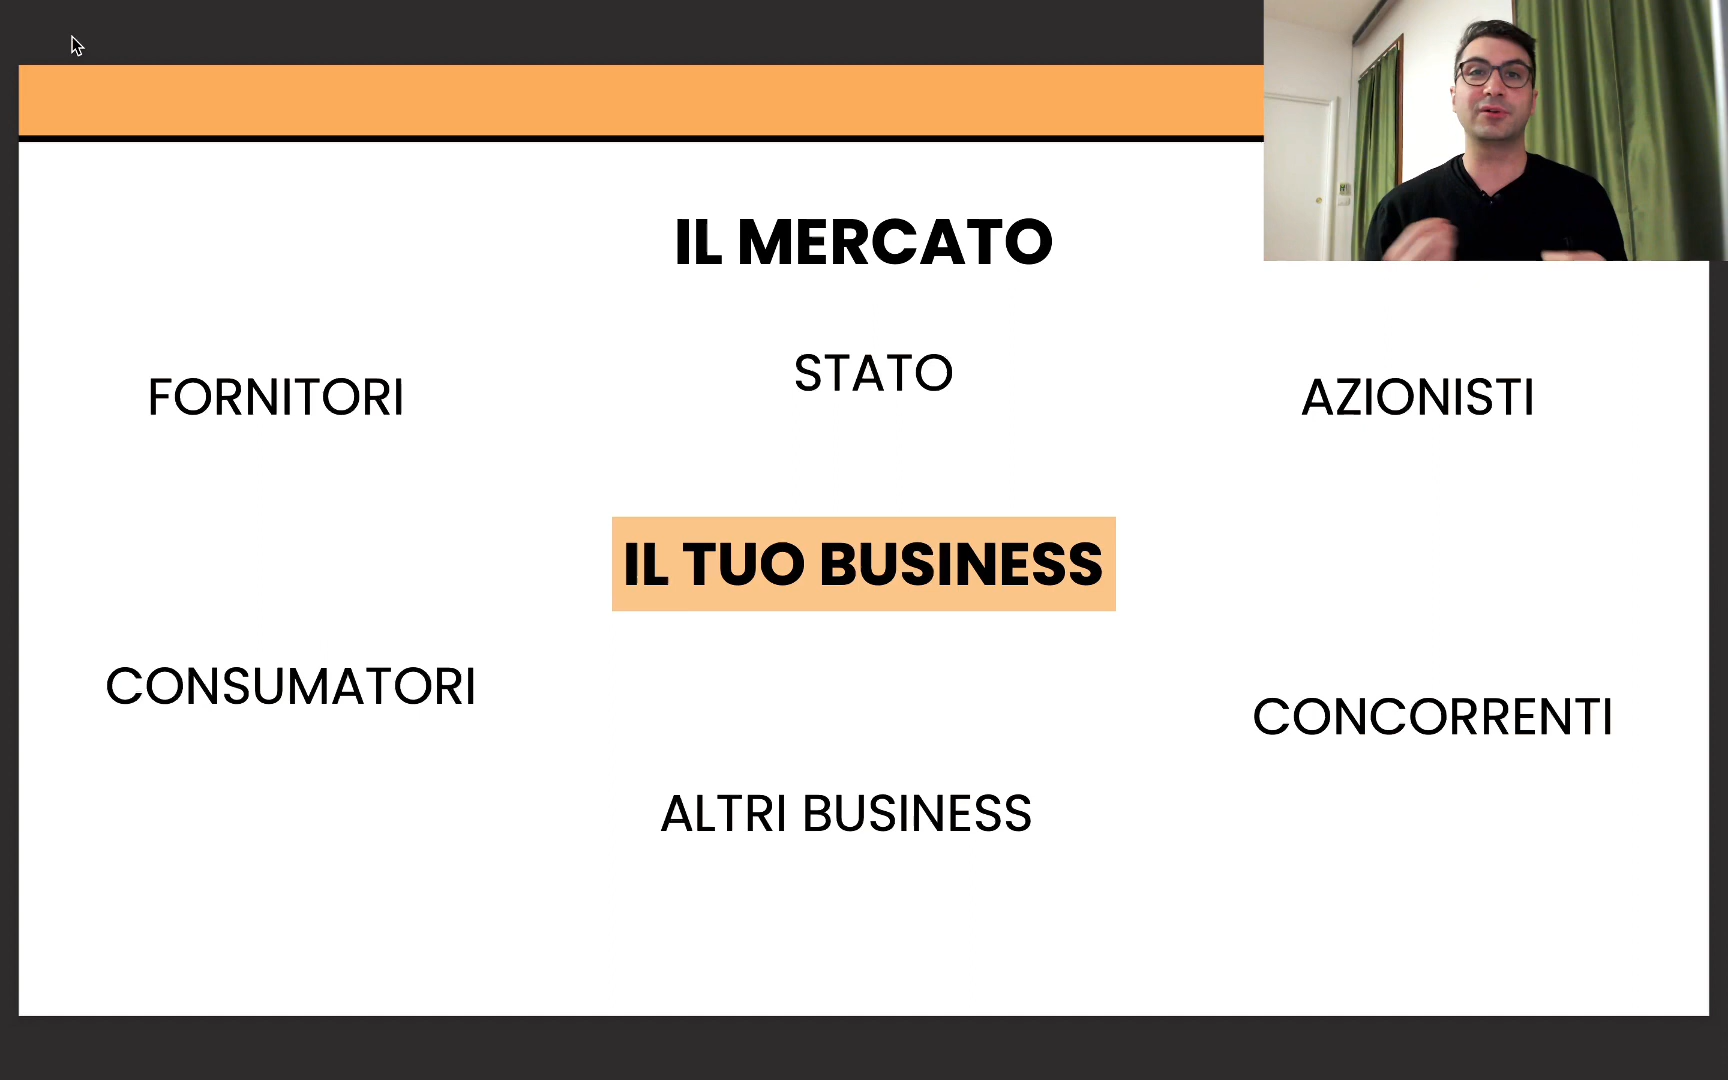 IL MERCATO
STATO
FORNITORI
AZIONISTI
IL TUO BUSINESS
CONSUMATORI
CONCORRENTI
ALTRI BUSINESS